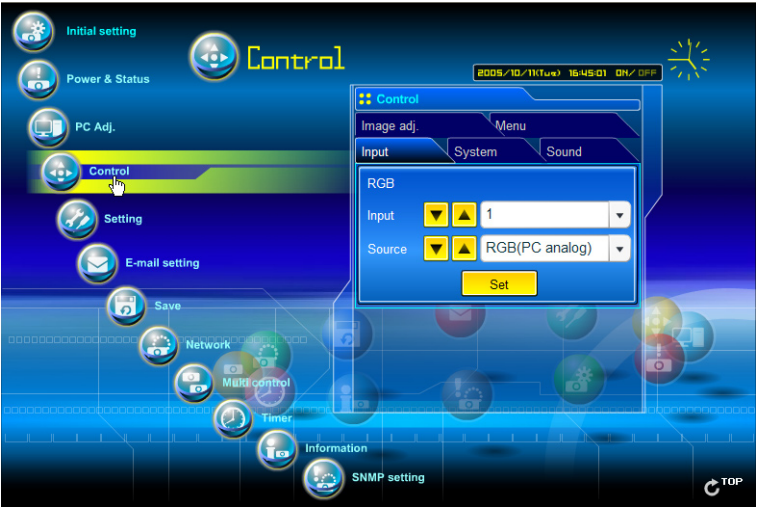 Initial setting
Control
Power & Status
2005/10/11(Tue) 16:45:01 ON/OFF
PC Adj.
Control
Image adj. Menu
Input System Sound
Control
RGB
Input 1
Setting
Source RGB(PC analog)
E-mail setting
Set
Save
Network
Multi control
Timer
Information
SNMP setting
TOP